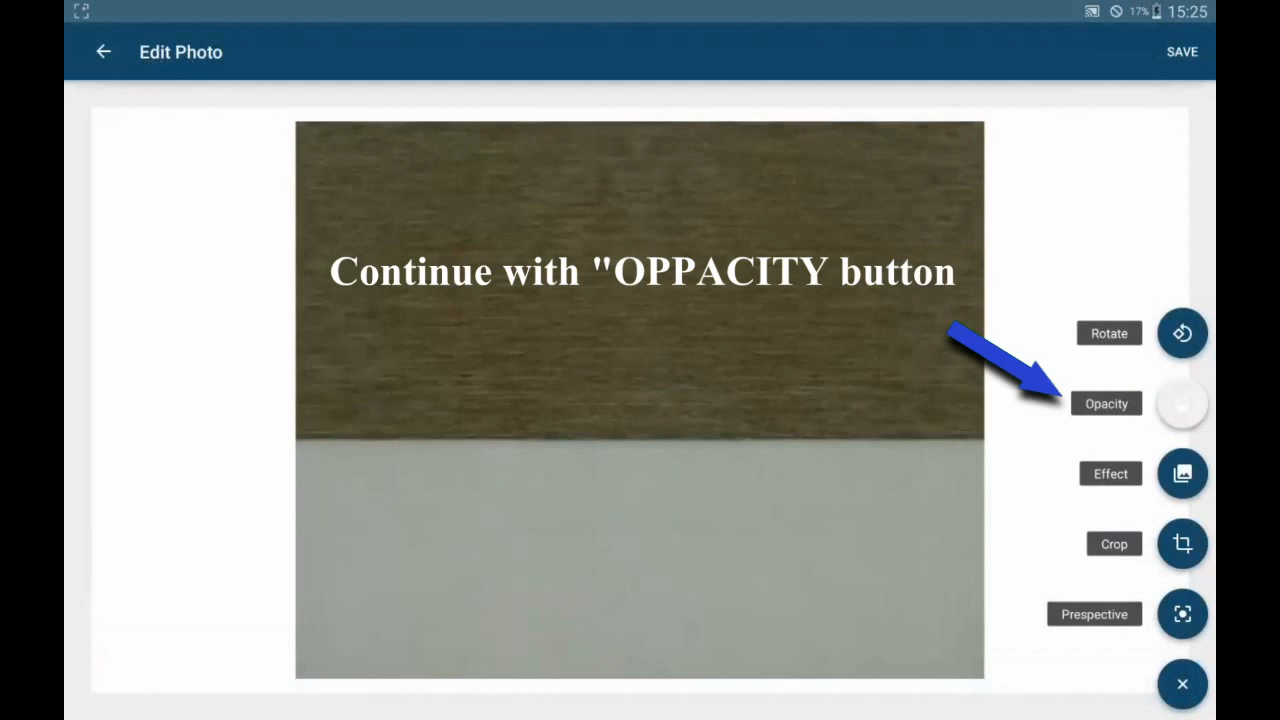 17% 15:25
Edit Photo
SAVE
Continue with "OPPACITY button
Rotate
Opacity
Effect
Crop
Prespective